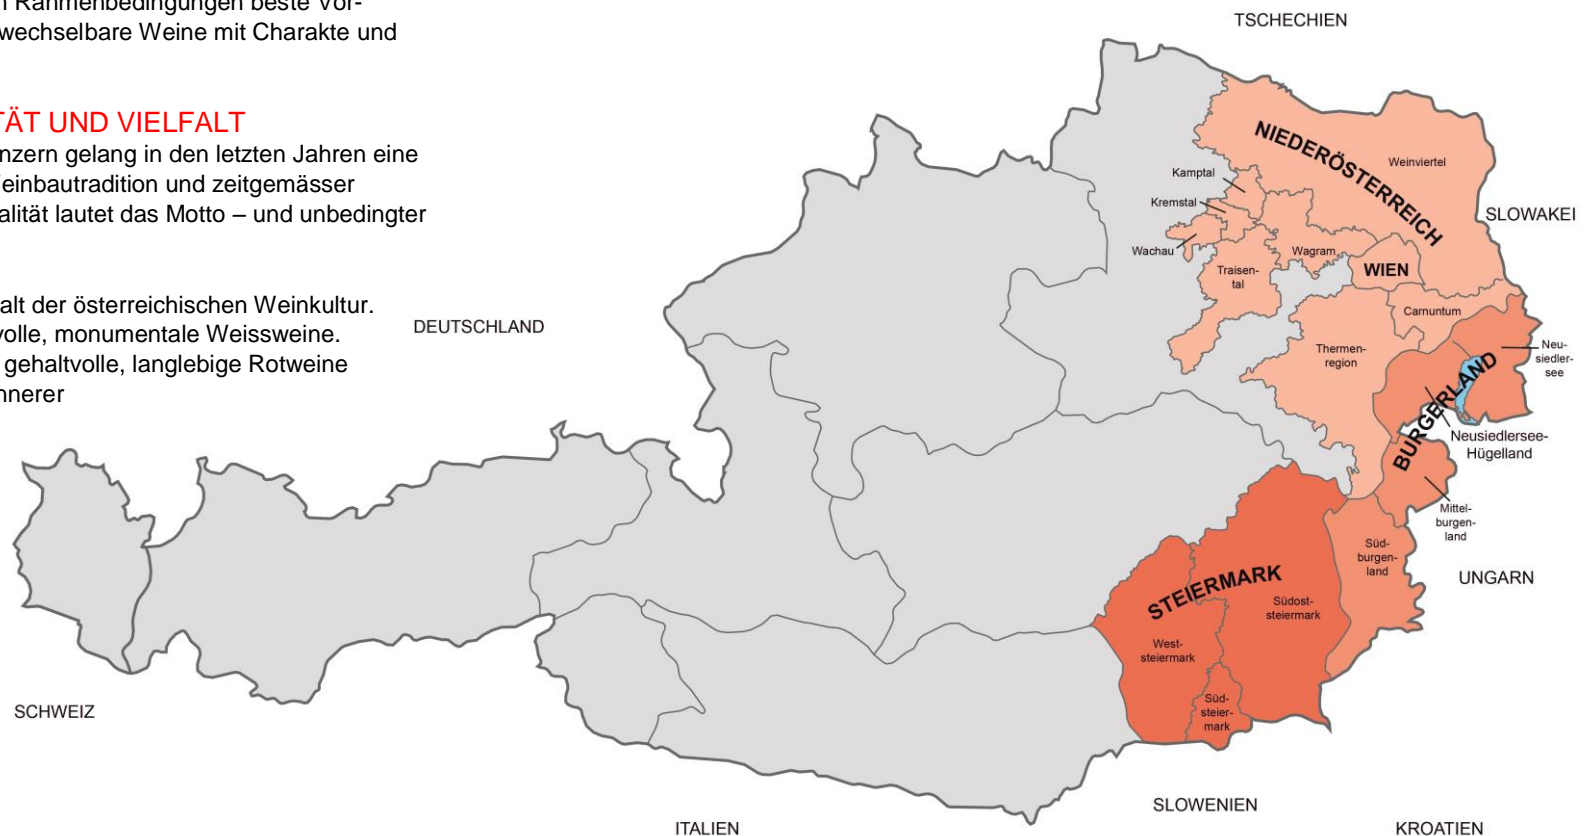 n Rahmenbedingungen beste Vor-
wechselbare Weine mit Charakte und
TÄT UND VIELFALT
nzern gelang in den letzten Jahren eine
einbautradition und zeitgemässer
alität lautet das Motto – und unbedingter
alt der österreichischen Weinkultur.
volle, monumentale Weissweine.
gehaltvolle, langlebige Rotweine
nnerer
TSCHECHIEN
NIEDERÖSTERREICH
Weinviertel
Kamptal
Kremstal
SLOWAKEI
Wachau
Wagram
WIEN
Traisen-
tal
Carnuntum
DEUTSCHLAND
Thermen-
region
Neu-
siedler-
see
BURGERLAND
Neusiedlersee-
Hügelland
Mittel-
burgen-
land
Süd-
burgen-
land
UNGARN
STEIERMARK
Südost-
steiermark
West-
steiermark
Süd-
steier-
mark
SCHWEIZ
SLOWENIEN
ITALIEN
KROATIEN